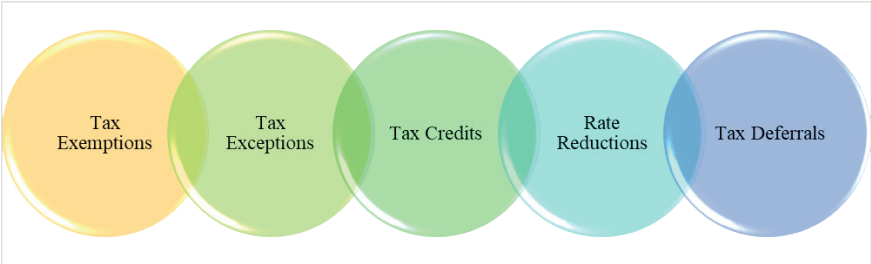 Tax
Exemptions
Tax
Exceptions
Tax Credits
Rate
Reductions
Tax Deferrals